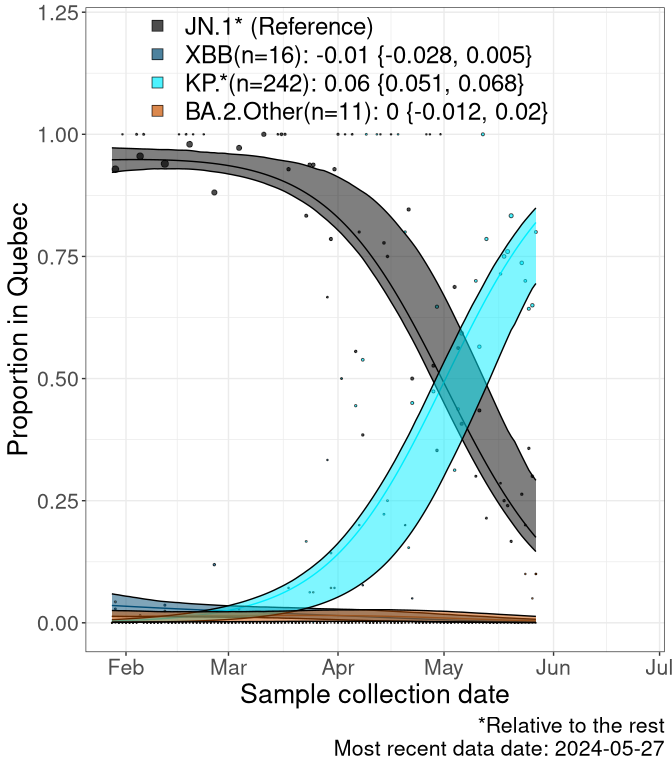 1.25
JN.1* (Reference)
XBB(n=16): -0.01 {-0.028, 0.005}
KP.*(n=242): 0.06 {0.051, 0.068}
BA.2.Other(n=11): 0 {-0.012, 0.02}
1.00
0.75
0.50
0.25
0.00
Proportion in Quebec
Feb Mar Apr May Jun Jul
Sample collection date
*Relative to the rest
Most recent data date: 2024-05-27